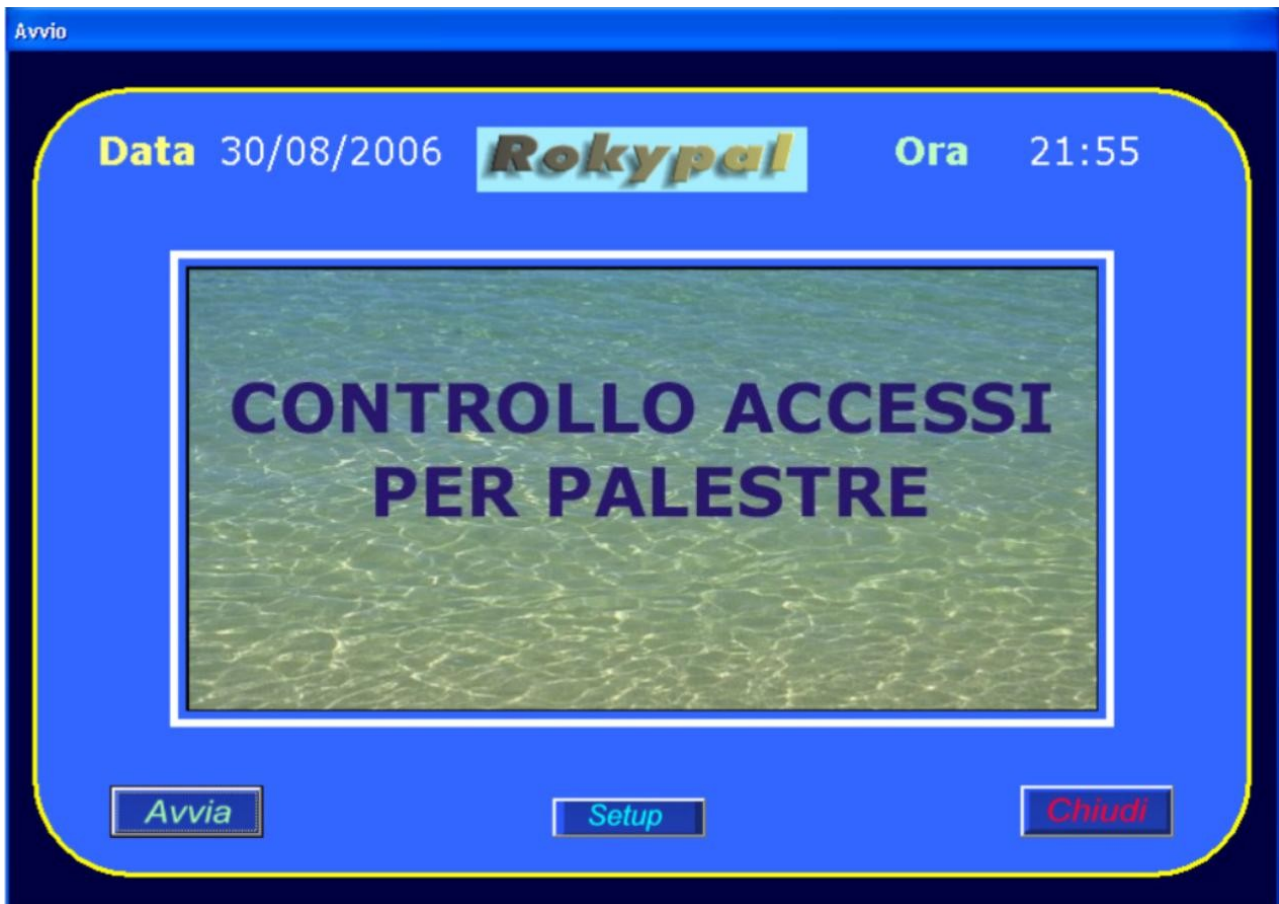 Avvio
Data 30/08/2006 Rokypal Ora 21:55
CONTROLLO ACCESSI
PER PALESTRE
Avvia Setup Chiudi